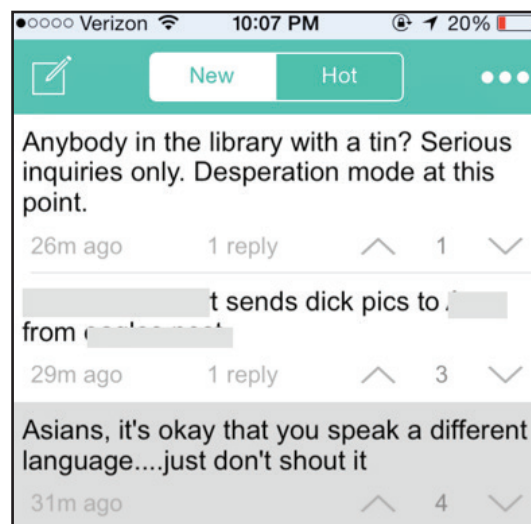 Verizon 10:07 PM 20%
New Hot
Anybody in the library with a tin? Serious
inquiries only. Desperation mode at this
point.
26m ago 1 reply 1
t sends dick pics to
from
29m ago 1 reply 3
Asians, it's okay that you speak a different
language....just don't shout it
31m ago 4